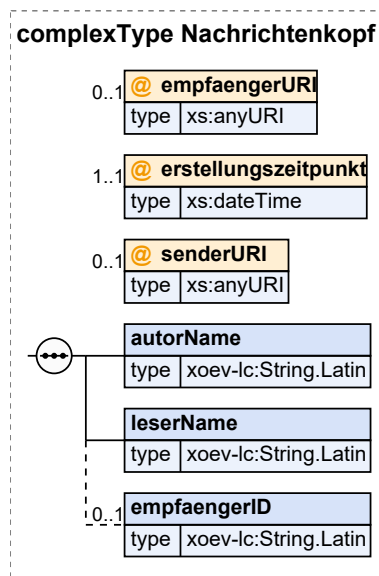 complexType Nachrichtenkopf
0..1 @ empfaengerURI
type xs:anyURI
1..1 @ erstellungszeitpunkt
type xs:dateTime
0..1 @ senderURI
type xs:anyURI
autorName
type xoev-lc:String.Latin
leserName
type xoev-lc:String.Latin
0..1 empfaengerID
type xoev-lc:String.Latin